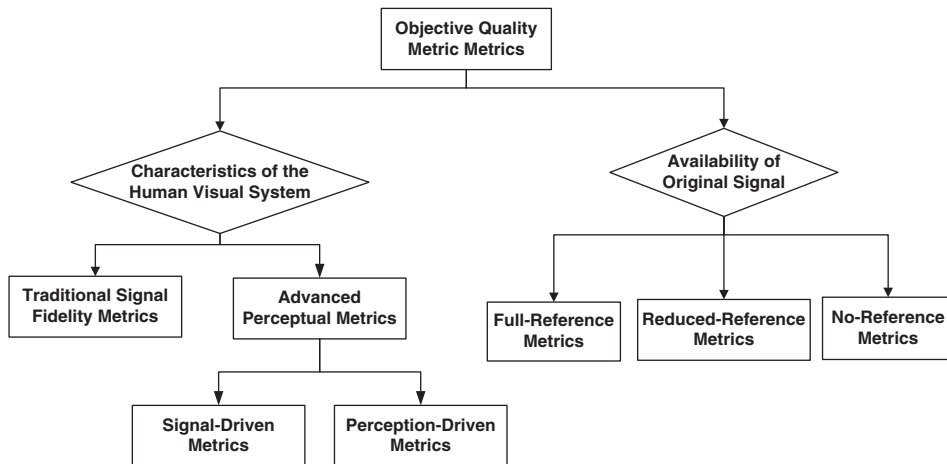 Objective Quality
Metric Metrics
Characteristics of the
Human Visual System
Availability of
Original Signal
Traditional Signal
Fidelity Metrics
Advanced
Perceptual Metrics
Full-Reference
Metrics
Reduced-Reference
Metrics
No-Reference
Metrics
Signal-Driven
Metrics
Perception-Driven
Metrics